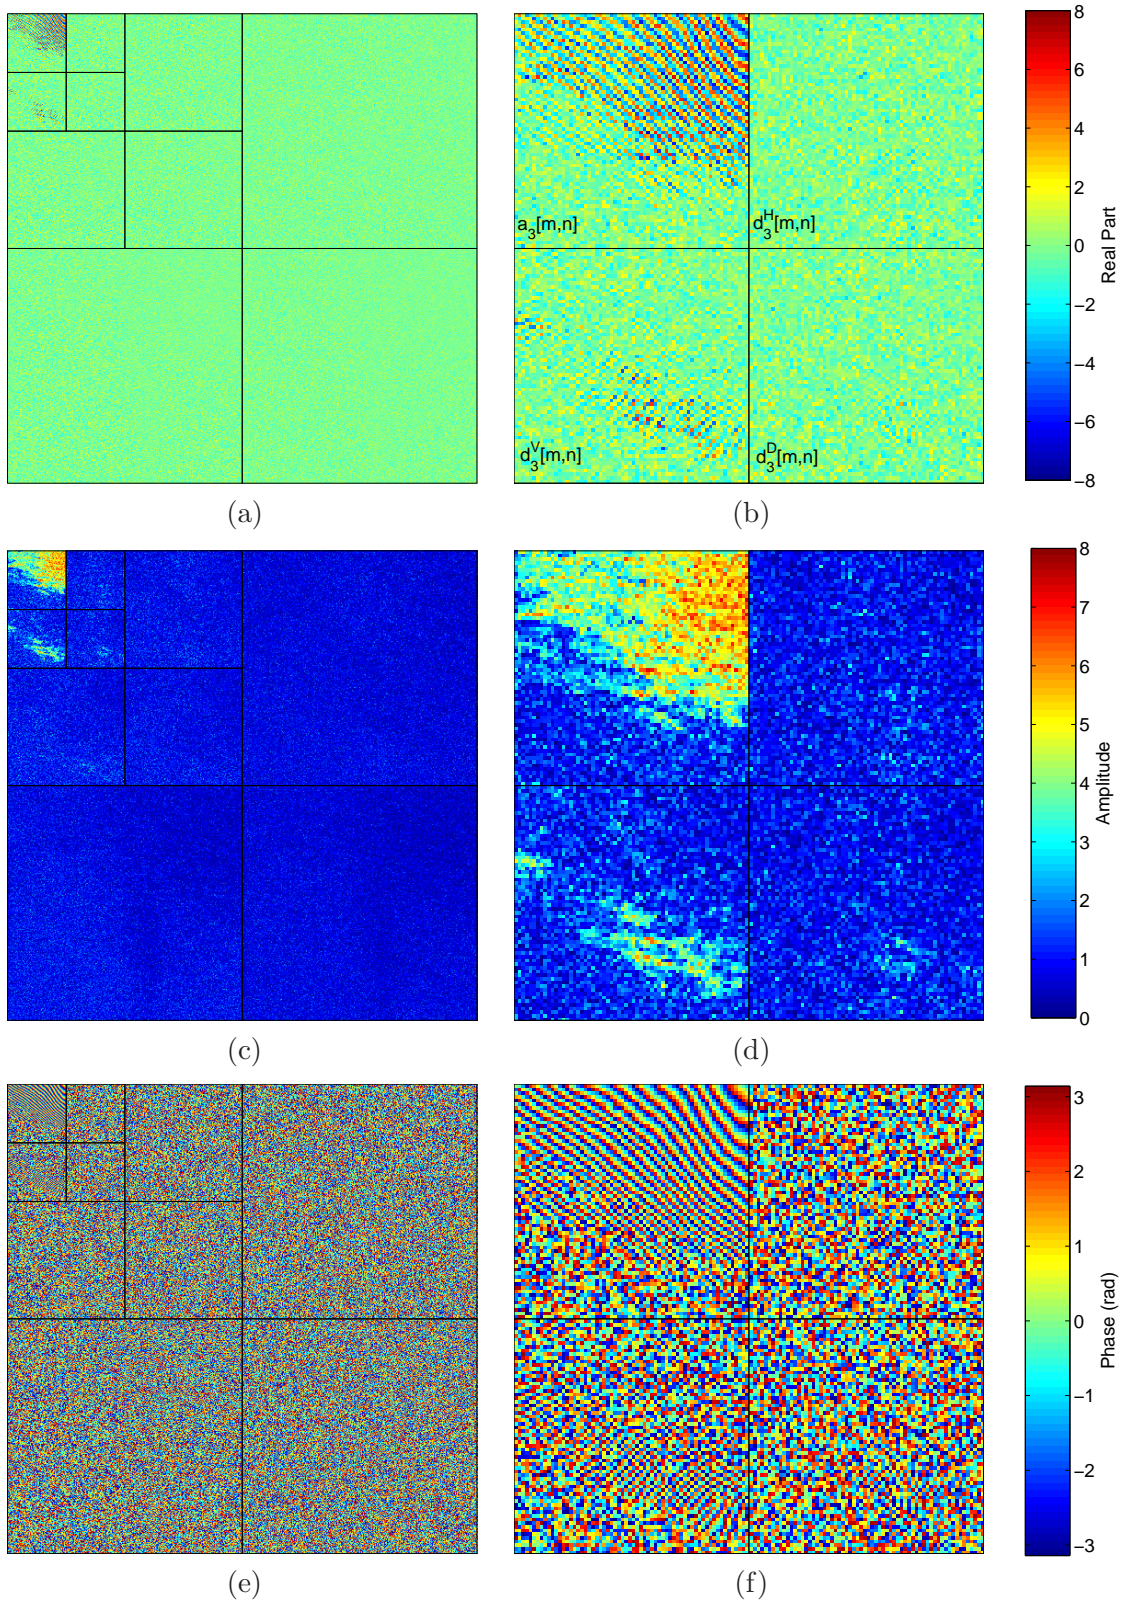 8
6
4
2
0
−2
−4
−6
−8
Real Part
a3[m,n]
d3H[m,n]
d3V[m,n]
d3D[m,n]
(a)
(b)
8
7
6
5
4
3
2
1
0
Amplitude
(c)
(d)
3
2
1
0
−1
−2
−3
Phase (rad)
(e)
(f)